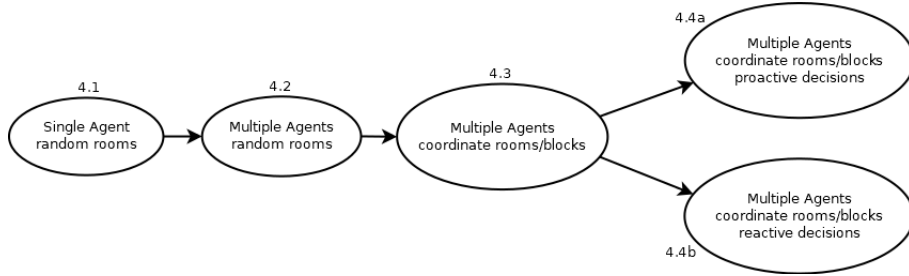 4.1
Single Agent
random rooms
4.2
Multiple Agents
random rooms
4.3
Multiple Agents
coordinate rooms/blocks
4.4a
Multiple Agents
coordinate rooms/blocks
proactive decisions
Multiple Agents
coordinate rooms/blocks
reactive decisions
4.4b